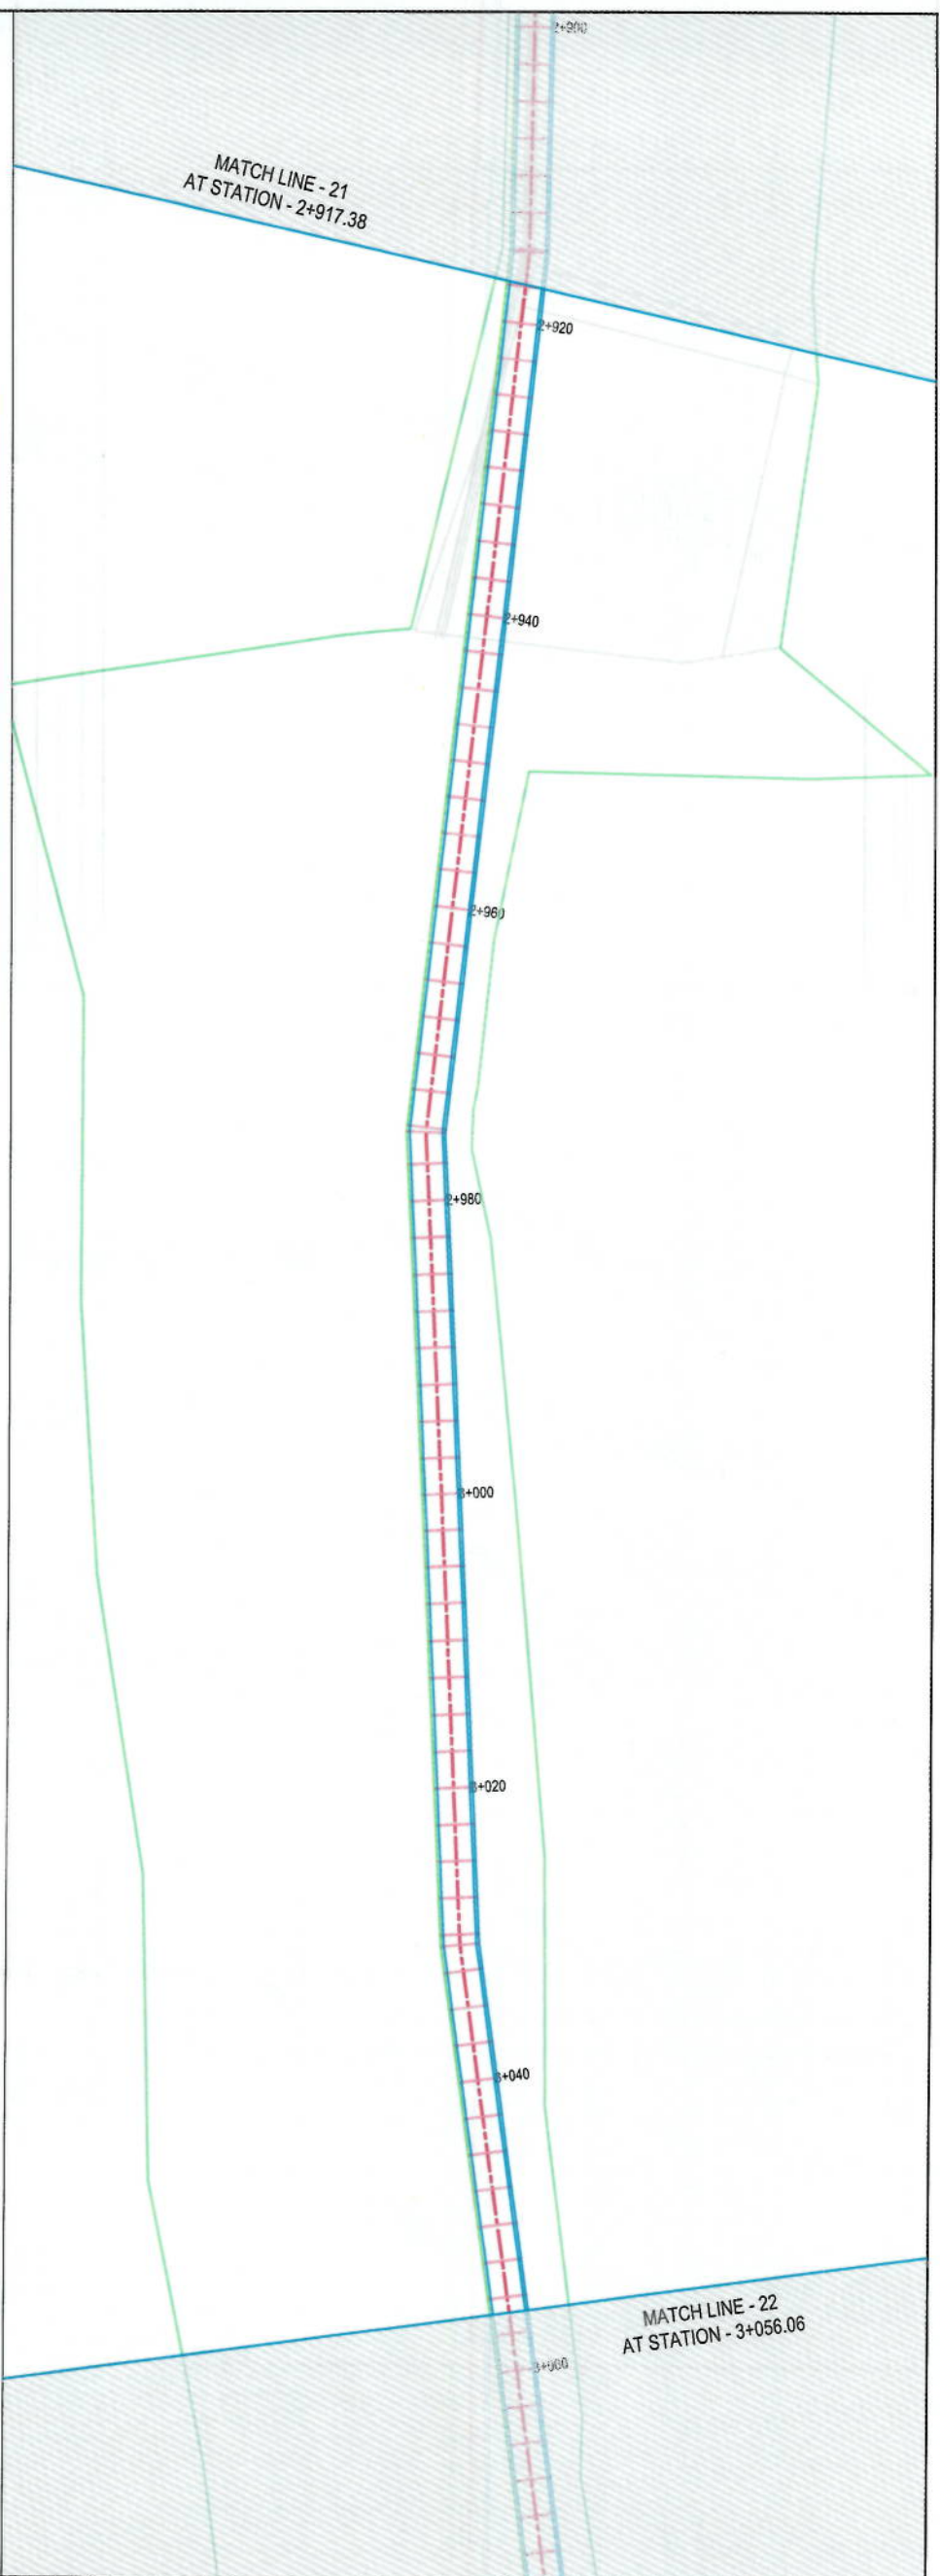 2+900
MATCH LINE - 21
AT STATION - 2+917.38
2+920
2+940
2+960
2+980
3+000
3+020
3+040
MATCH LINE - 22
AT STATION - 3+056.06
3+060